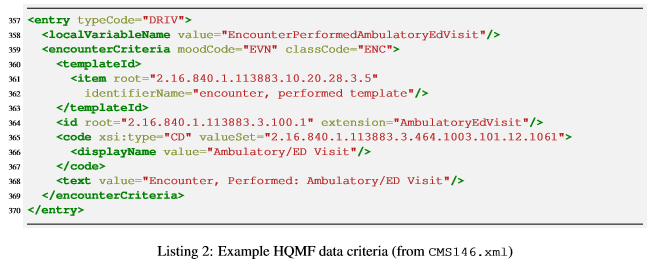 357 <entry typeCode="DRIV">
358   <localVariableName value="EncounterPerformedAmbulatoryEdVisit"/>
359   <encounterCriteria moodCode="EVN" classCode="ENC">
360     <templateId>
361       <item root="2.16.840.1.113883.10.20.28.3.5"
362         identifierName="encounter, performed template"/>
363     </templateId>
364     <id root="2.16.840.1.113883.3.100.1" extension="AmbulatoryEdVisit"/>
365     <code xsi:type="CD" valueSet="2.16.840.1.113883.3.464.1003.101.12.1061">
366       <displayName value="Ambulatory/ED Visit"/>
367     </code>
368     <text value="Encounter, Performed: Ambulatory/ED Visit"/>
369   </encounterCriteria>
370 </entry>
Listing 2: Example HQMF data criteria (from CMS146.xml)